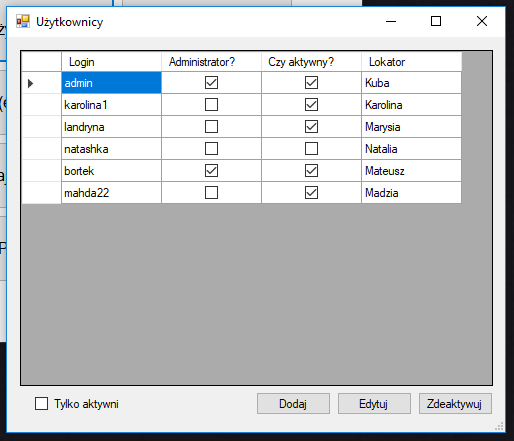 Użytkownicy
Login Administrator? Czy aktywny? Lokator
admin Kuba
karolina1 Karolina
landryna Marysia
natashka Natalia
bortek Mateusz
mahda22 Madzia
Tylko aktywni Dodaj Edytuj Zdeaktywuj